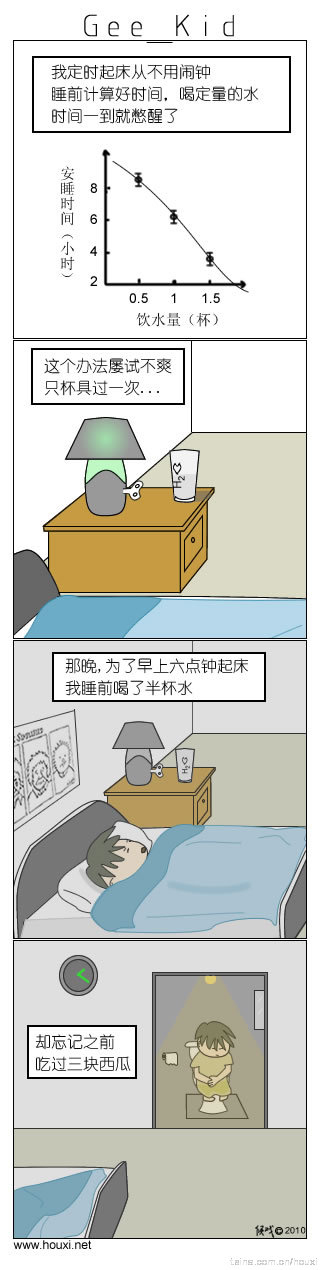 Gee Kid
我定时起床从不用闹钟
睡前计算好时间，喝定量的水
时间一到就憋醒了
安睡时间（小时）
8
6
4
2
0.5 1 1.5
饮水量（杯）
这个办法屡试不爽
只杯具过一次...
H2
那晚,为了早上六点钟起床
我睡前喝了半杯水
H2
却忘记之前
吃过三块西瓜
©2010
www.houxi.net